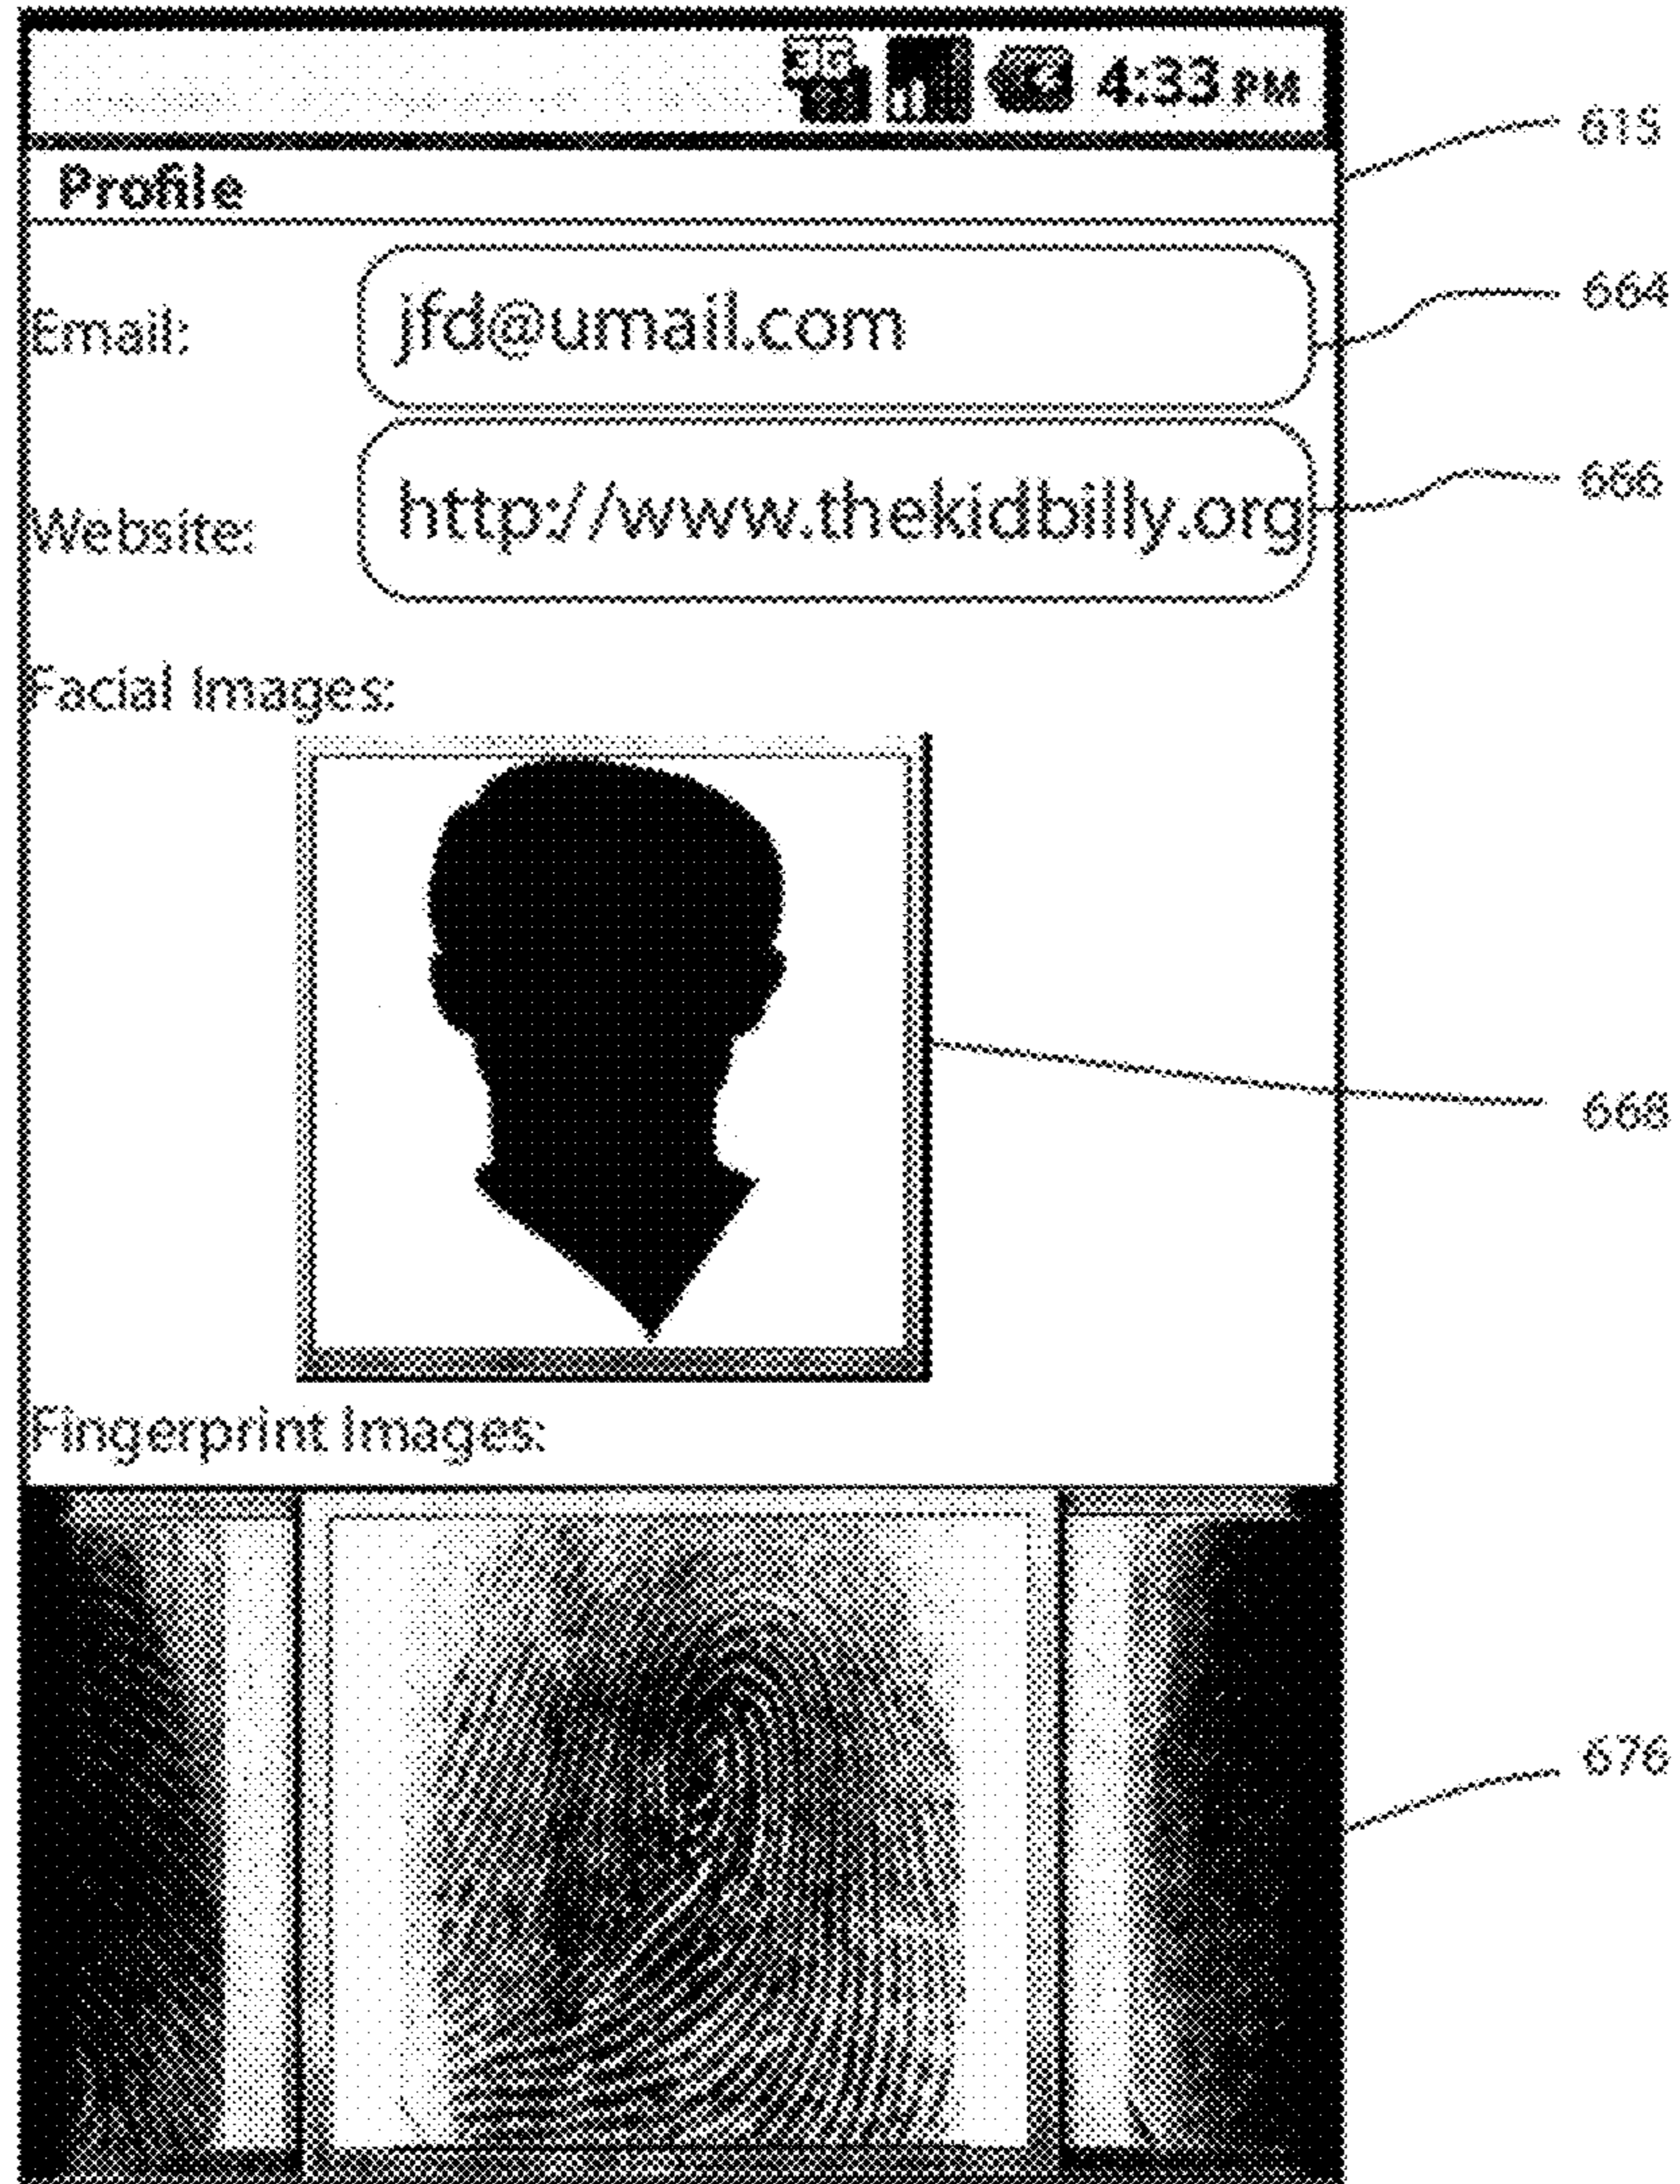 4:33 PM
615
Profile
664
Email:
jfd@umail.com
666
Website:
http://www.thekidbilly.org
Facial Images:
668
Fingerprint Images:
676